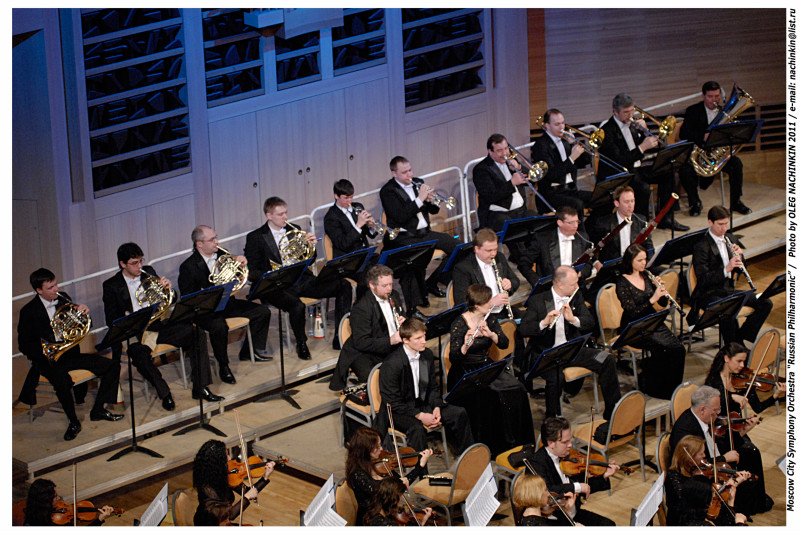 Moscow City Symphony Orchestra "Russian Philharmonic" / Photo by OLEG NACHINKIN 2011 / e-mail: nachinkin@list.ru